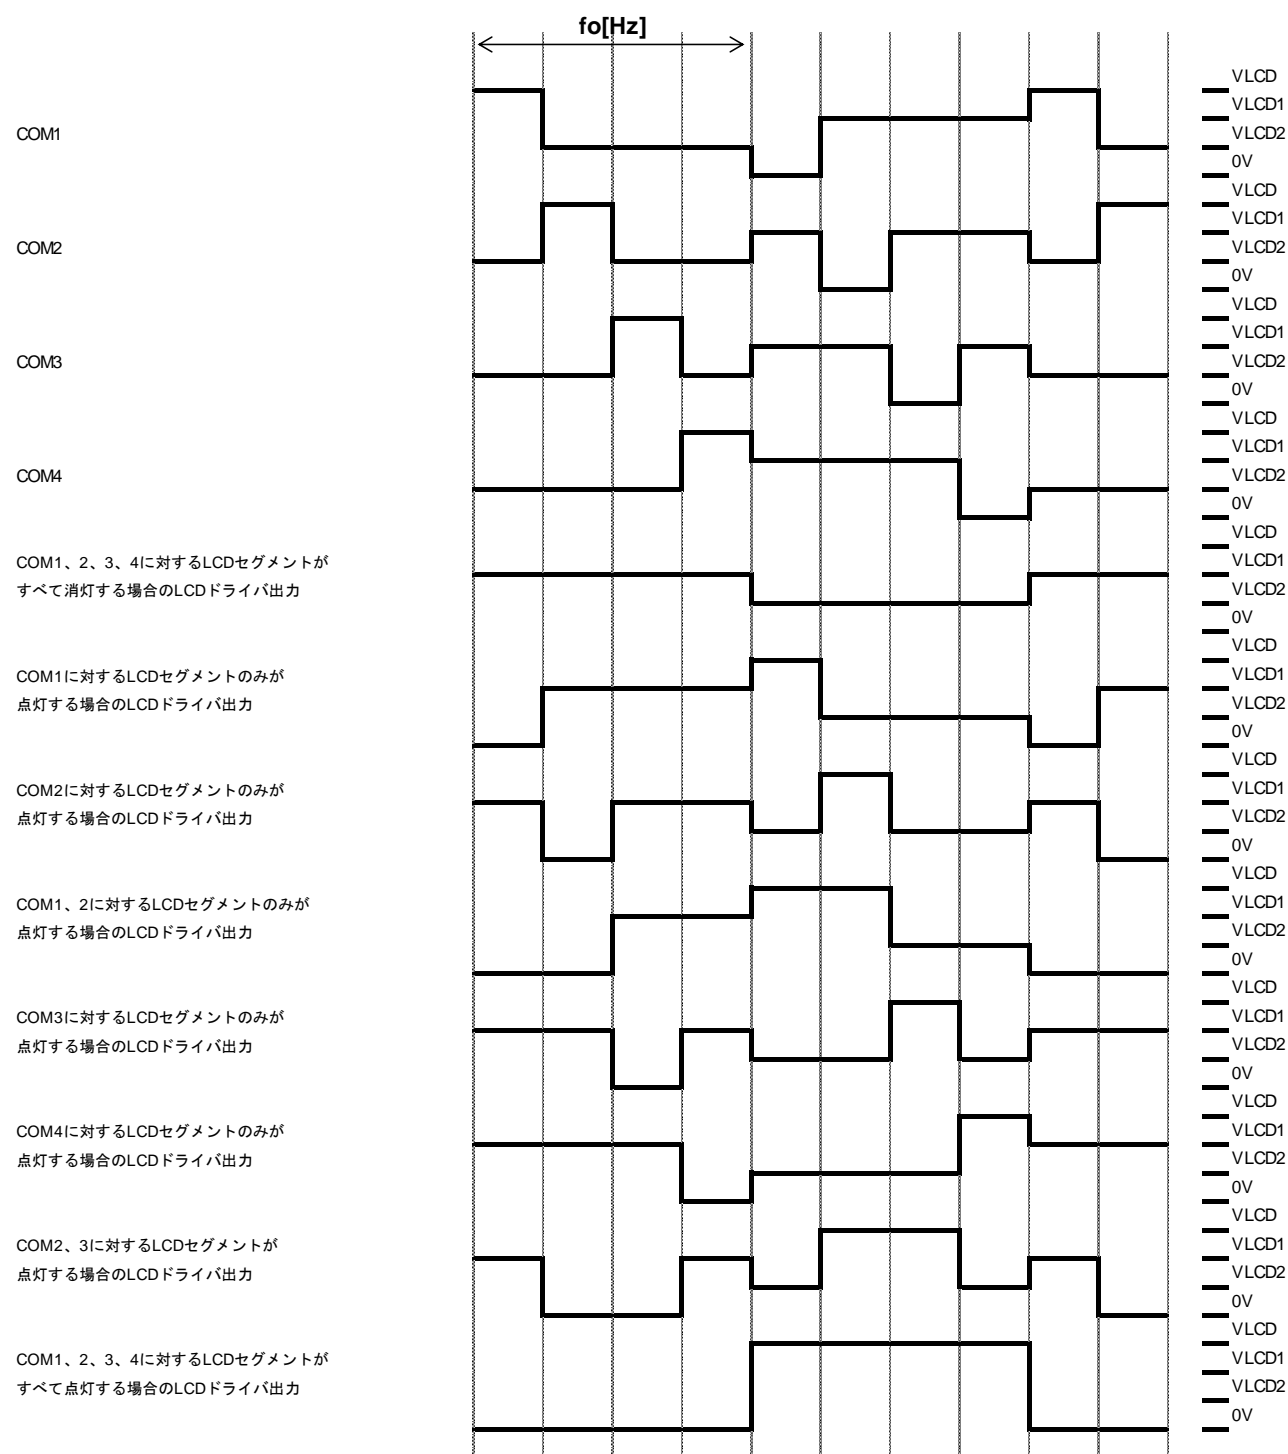 fo[Hz]
COM1
VLCD
VLCD1
VLCD2
0V
COM2
VLCD
VLCD1
VLCD2
0V
COM3
VLCD
VLCD1
VLCD2
0V
COM4
VLCD
VLCD1
VLCD2
0V
COM1、2、3、4に対するLCDセグメントが
すべて消灯する場合のLCDドライバ出力
VLCD
VLCD1
VLCD2
0V
COM1に対するLCDセグメントのみが
点灯する場合のLCDドライバ出力
VLCD
VLCD1
VLCD2
0V
COM2に対するLCDセグメントのみが
点灯する場合のLCDドライバ出力
VLCD
VLCD1
VLCD2
0V
COM1、2に対するLCDセグメントのみが
点灯する場合のLCDドライバ出力
VLCD
VLCD1
VLCD2
0V
COM3に対するLCDセグメントのみが
点灯する場合のLCDドライバ出力
VLCD
VLCD1
VLCD2
0V
COM4に対するLCDセグメントのみが
点灯する場合のLCDドライバ出力
VLCD
VLCD1
VLCD2
0V
COM2、3に対するLCDセグメントが
点灯する場合のLCDドライバ出力
VLCD
VLCD1
VLCD2
0V
COM1、2、3、4に対するLCDセグメントが
すべて点灯する場合のLCDドライバ出力
VLCD
VLCD1
VLCD2
0V